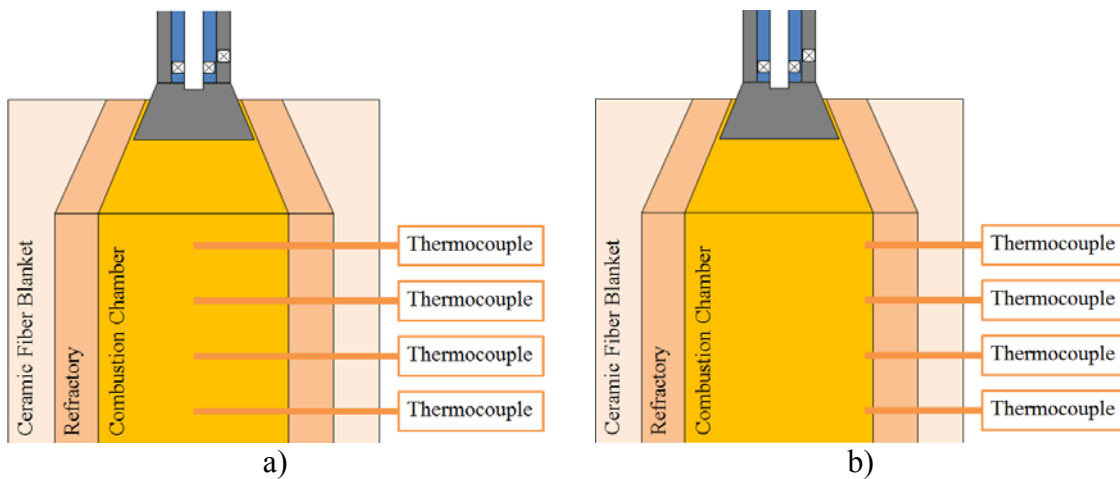 Ceramic Fiber Blanket
Refractory
Combustion Chamber
Thermocouple
Thermocouple
Thermocouple
Thermocouple
a)
Ceramic Fiber Blanket
Refractory
Combustion Chamber
Thermocouple
Thermocouple
Thermocouple
Thermocouple
b)